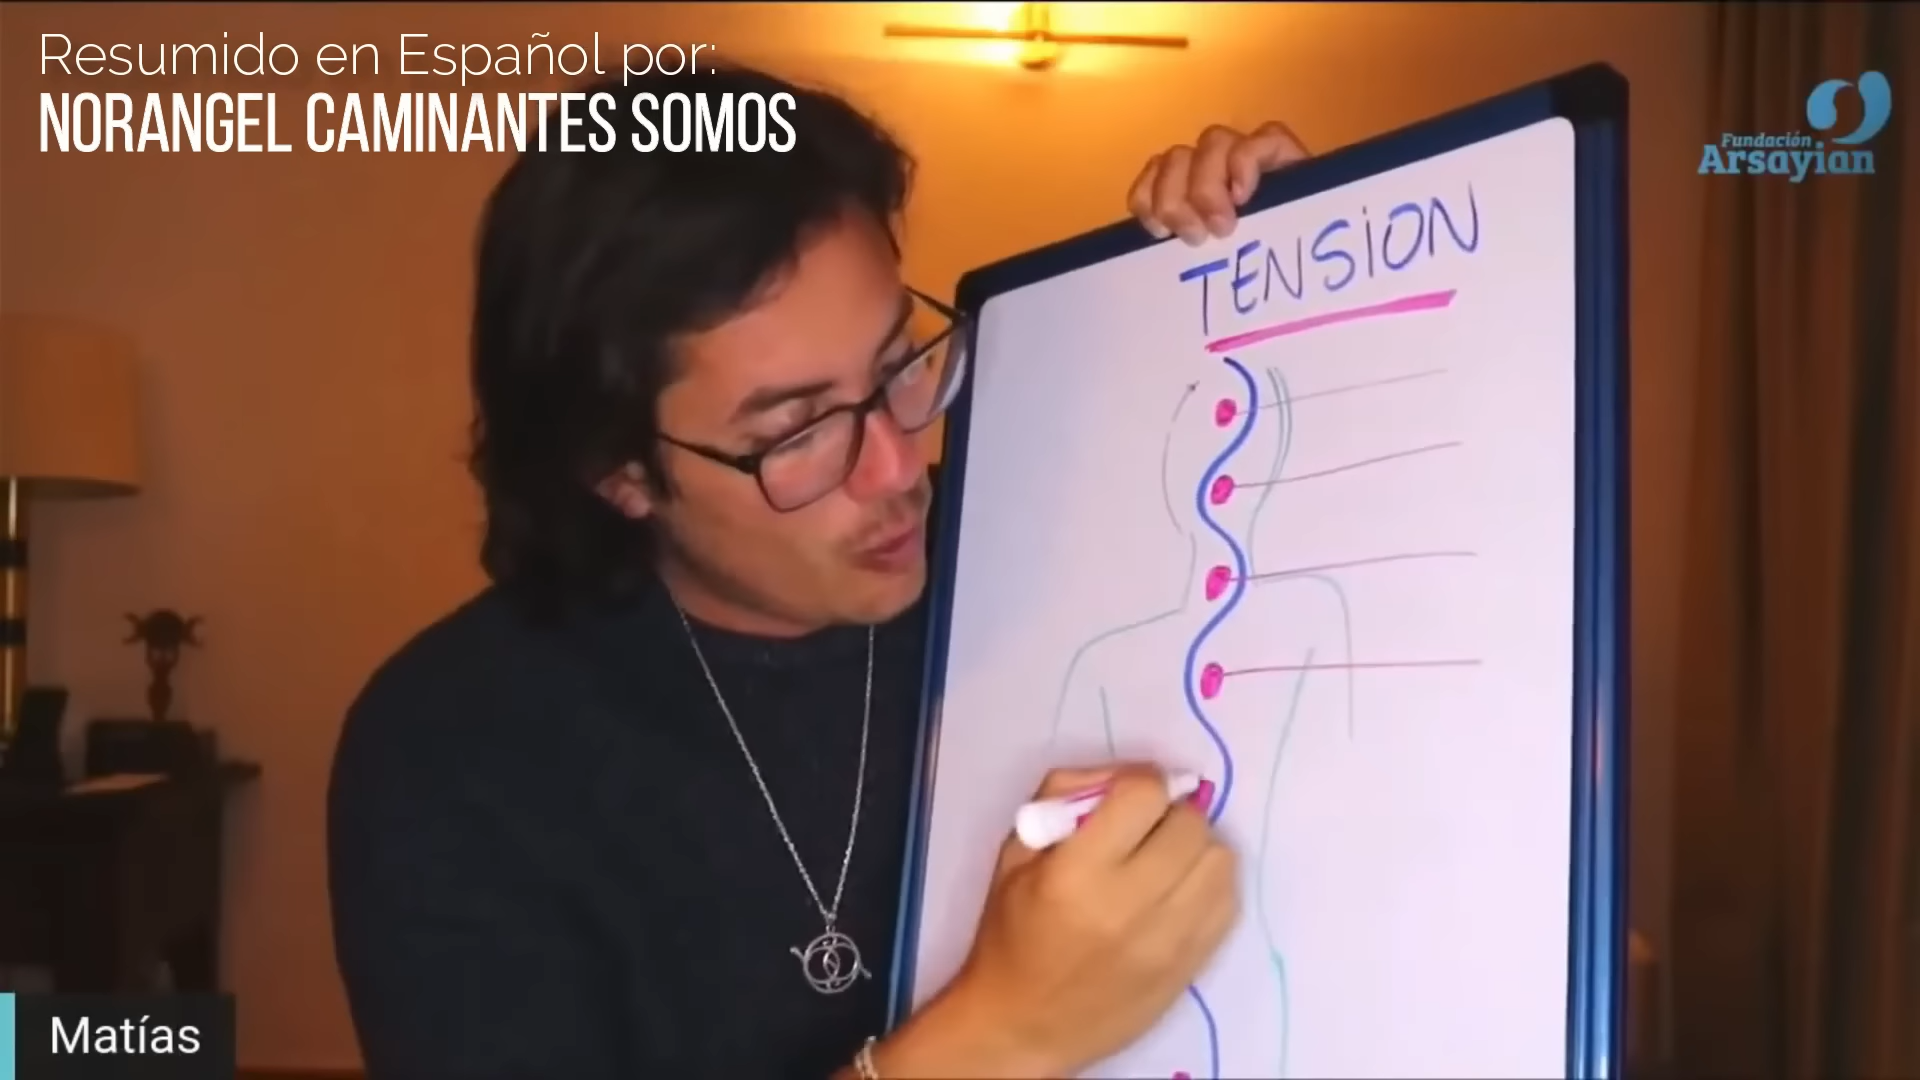 Resumido en Español por:
NORANGEL CAMINANTES SOMOS
Fundación
Arsayian
TENSiON
Matías